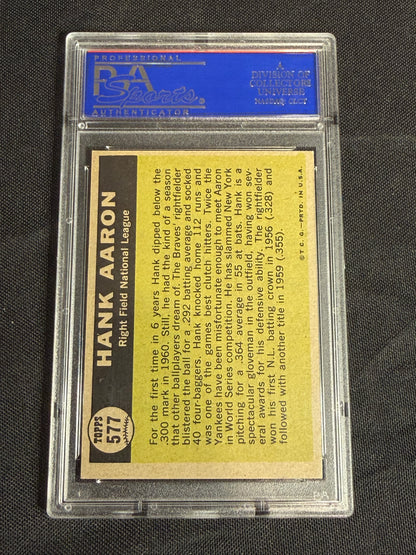 PROFESSIONAL
PSA
Sports
AUTHENTICATOR
A
DIVISION OF
COLLECTORS
UNIVERSE
NASDAQ: CLCT
TOPPS
577
HANK AARON
Right Field National League
For the first time in 6 years Hank dipped below the
.300 mark in 1960. Still he had the kind of a season
that other ballplayers dream of. The Braves' rightfielder
blistered the ball for a .292 batting average and socked
40 four-baggers. Hank knocked home 112 runs and
was one of the games best clutch hitters. Twice the
Yankees have been misfortunate enough to meet Aaron
in World Series competition. He has slammed New York
pitching for a .364 average in 55 at bats. Hank is a
spectacular gloveman in the outfield, having won sev-
eral awards for his defensive ability. The rightfielder
won his first N.L. batting crown in 1956 (.328) and
followed with another title in 1959 (.355).
© T. C. G.—PRTD. IN U.S.A.